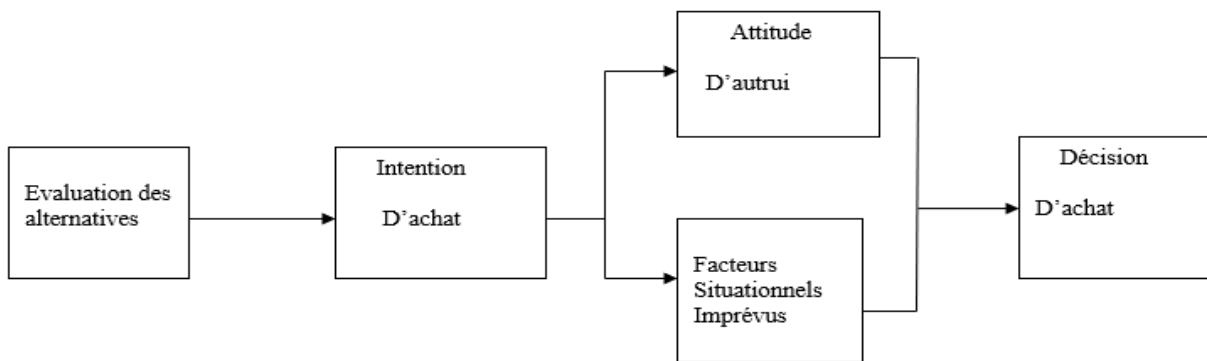 Evaluation des
alternatives
Intention
D’achat
Attitude
D’autrui
Facteurs
Situationnels
Imprévus
Décision
D’achat